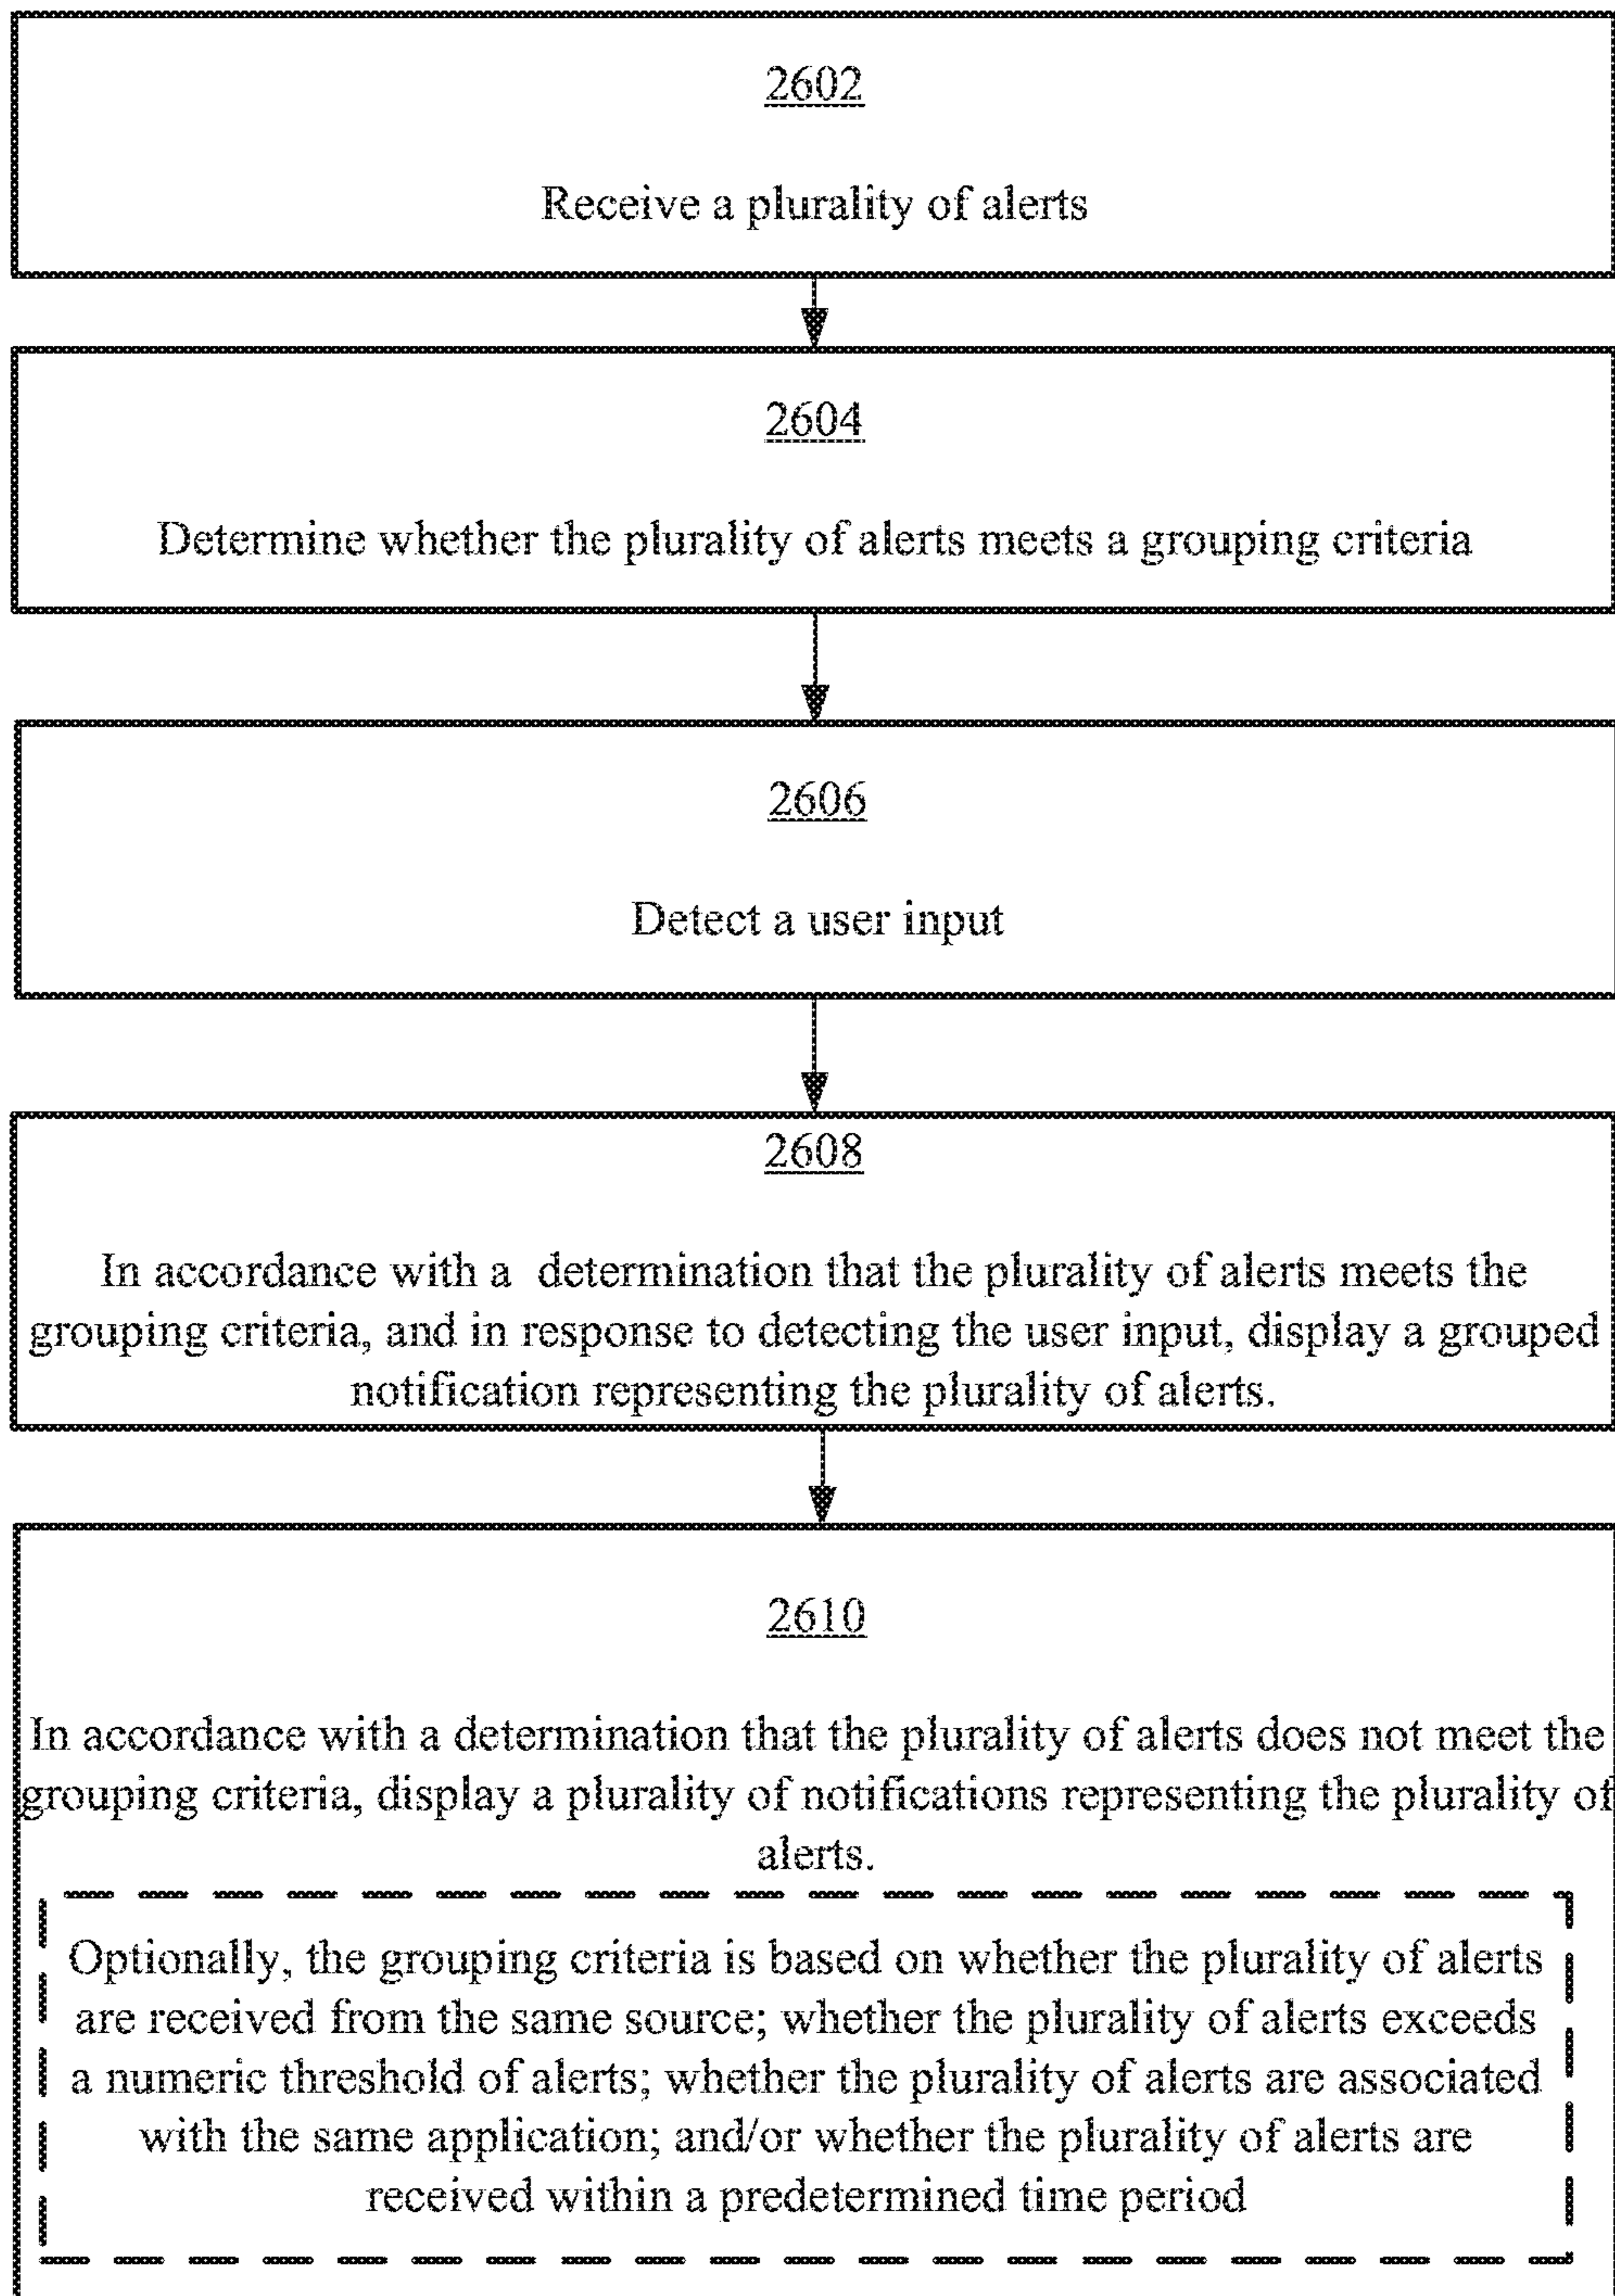 2602
Receive a plurality of alerts
2604
Determine whether the plurality of alerts meets a grouping criteria
2606
Detect a user input
2608
In accordance with a determination that the plurality of alerts meets the
grouping criteria, and in response to detecting the user input, display a grouped
notification representing the plurality of alerts.
2610
In accordance with a determination that the plurality of alerts does not meet the
grouping criteria, display a plurality of notifications representing the plurality of
alerts.
Optionally, the grouping criteria is based on whether the plurality of alerts
are received from the same source; whether the plurality of alerts exceeds
a numeric threshold of alerts; whether the plurality of alerts are associated
with the same application; and/or whether the plurality of alerts are
received within a predetermined time period